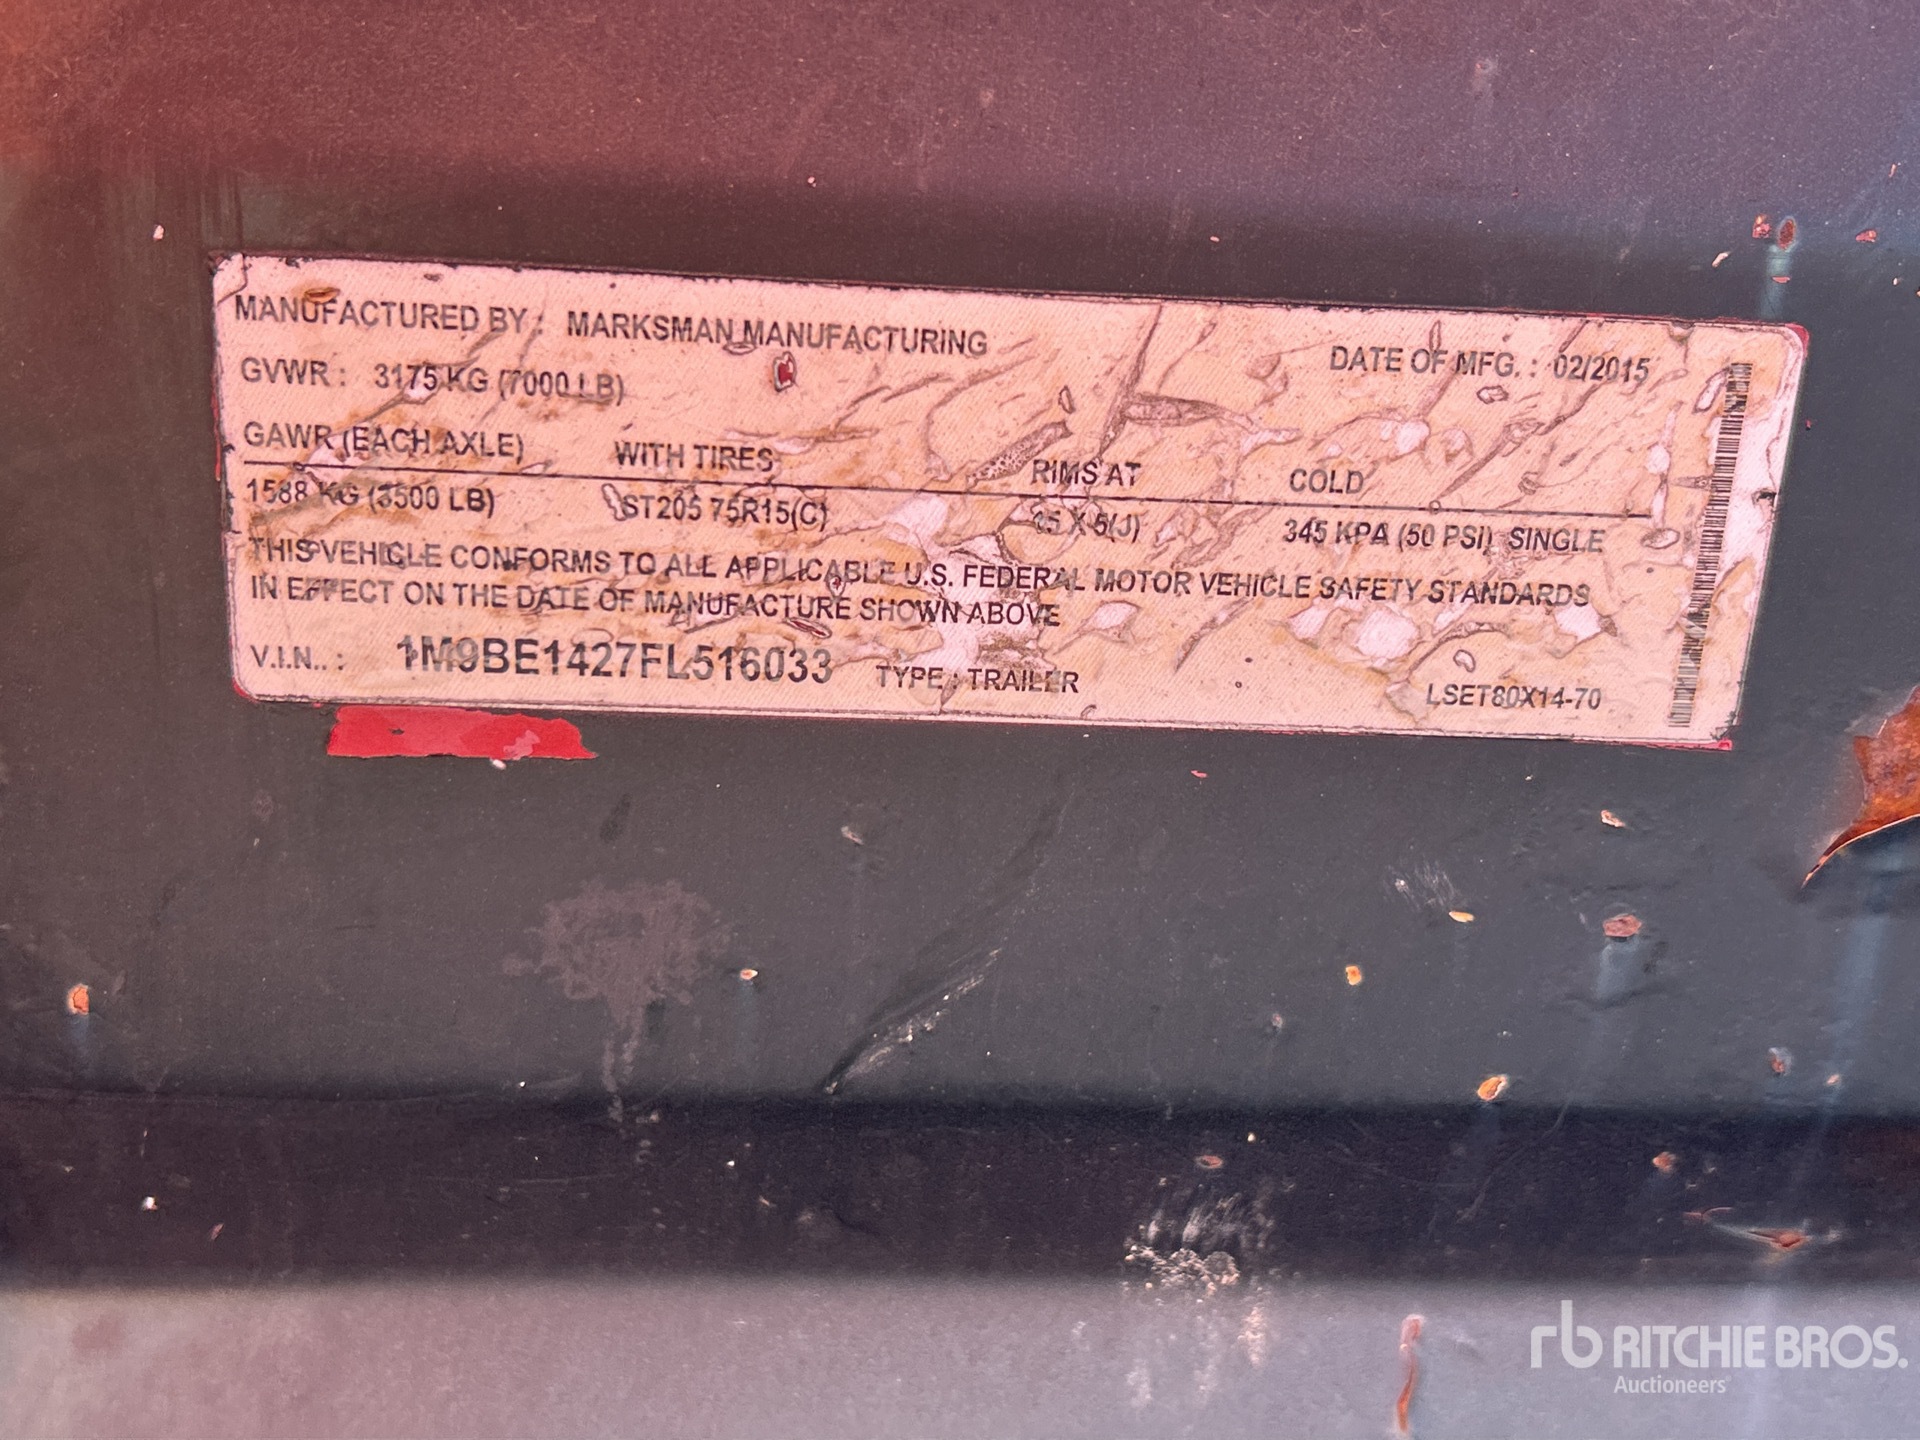 MANUFACTURED BY : MARKSMAN MANUFACTURING
DATE OF MFG. : 02/2015
GVWR : 3175 KG (7000 LB)
GAWR (EACH AXLE) WITH TIRES RIMS AT COLD
1588 KG (3500 LB) ST205 75R15(C) 15 X 5(J) 345 KPA (50 PSI) SINGLE
THIS VEHICLE CONFORMS TO ALL APPLICABLE U.S. FEDERAL MOTOR VEHICLE SAFETY STANDARDS
IN EFFECT ON THE DATE OF MANUFACTURE SHOWN ABOVE
V.I.N.. : 1M9BE1427FL516033 TYPE : TRAILER LSET80X14-70
rb RITCHIE BROS.
Auctioneers